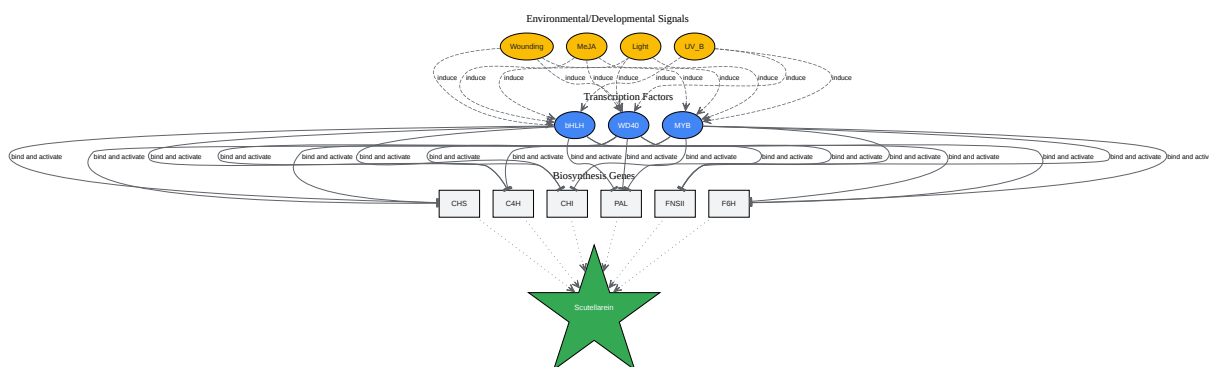 Environmental/Developmental Signals
Wounding MeJA Light UV_B
induce induce induce induce induce induce induce induce induce induce induce induce
Transcription Factors
bHLH WD40 MYB
bind and activate bind and activate bind and activate bind and activate bind and activate bind and activate bind and activate bind and activate bind and activate bind and activate bind and activate bind and activate bind and activate bind and activate bind and activate bind and activate bind and activate bind and activ
Biosynthesis Genes
CHS C4H CHI PAL FNSII F6H
Scutellarein